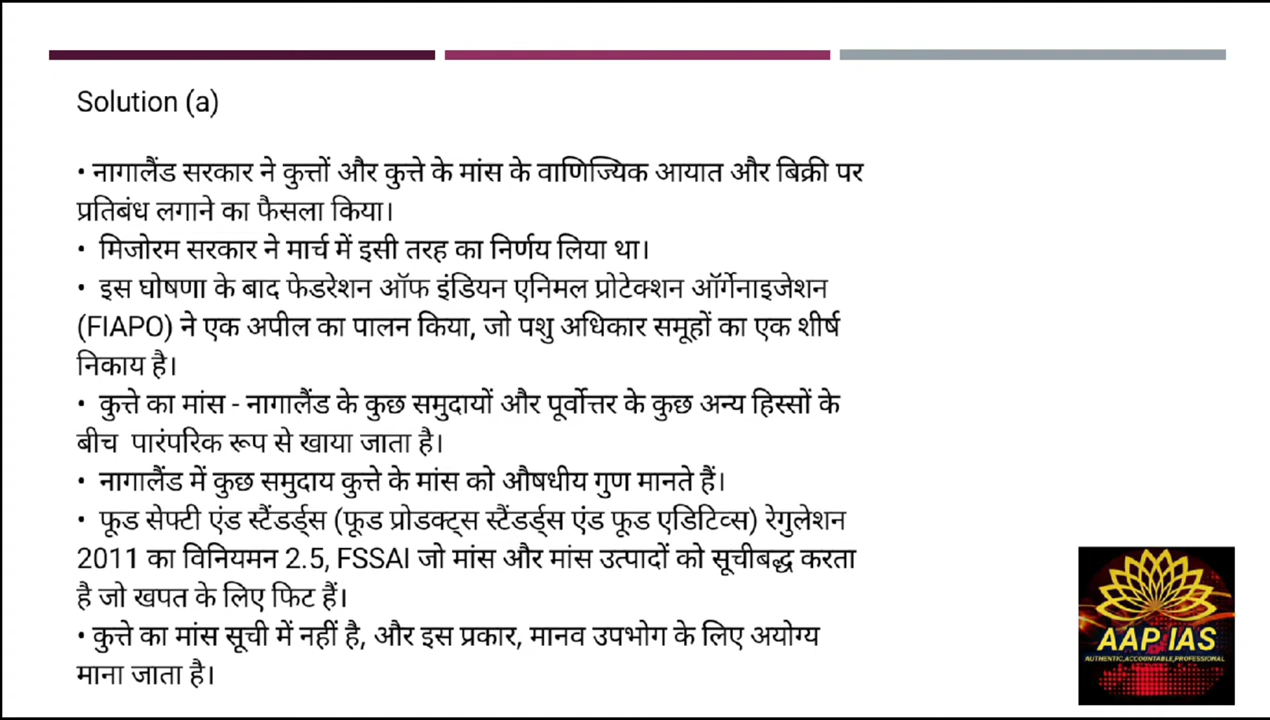 Solution (a)
• नागालैंड सरकार ने कुत्तों और कुत्ते के मांस के वाणिज्यिक आयात और बिक्री पर
प्रतिबंध लगाने का फैसला किया।
• मिजोरम सरकार ने मार्च में इसी तरह का निर्णय लिया था।
• इस घोषणा के बाद फेडरेशन ऑफ इंडियन एनिमल प्रोटेक्शन ऑर्गेनाइजेशन
(FIAPO) ने एक अपील का पालन किया, जो पशु अधिकार समूहों का एक शीर्ष
निकाय है।
• कुत्ते का मांस - नागालैंड के कुछ समुदायों और पूर्वोत्तर के कुछ अन्य हिस्सों के
बीच पारंपरिक रूप से खाया जाता है।
• नागालैंड में कुछ समुदाय कुत्ते के मांस को औषधीय गुण मानते हैं।
• फूड सेफ्टी एंड स्टैंडर्ड्स (फूड प्रोडक्ट्स स्टैंडर्ड्स एंड फूड एडिटिव्स) रेगुलेशन
2011 का विनियमन 2.5, FSSAI जो मांस और मांस उत्पादों को सूचीबद्ध करता
है जो खपत के लिए फिट हैं।
• कुत्ते का मांस सूची में नहीं है, और इस प्रकार, मानव उपभोग के लिए अयोग्य
माना जाता है।
AAP IAS
AUTHENTIC,ACCOUNTABLE,PROFESSIONAL